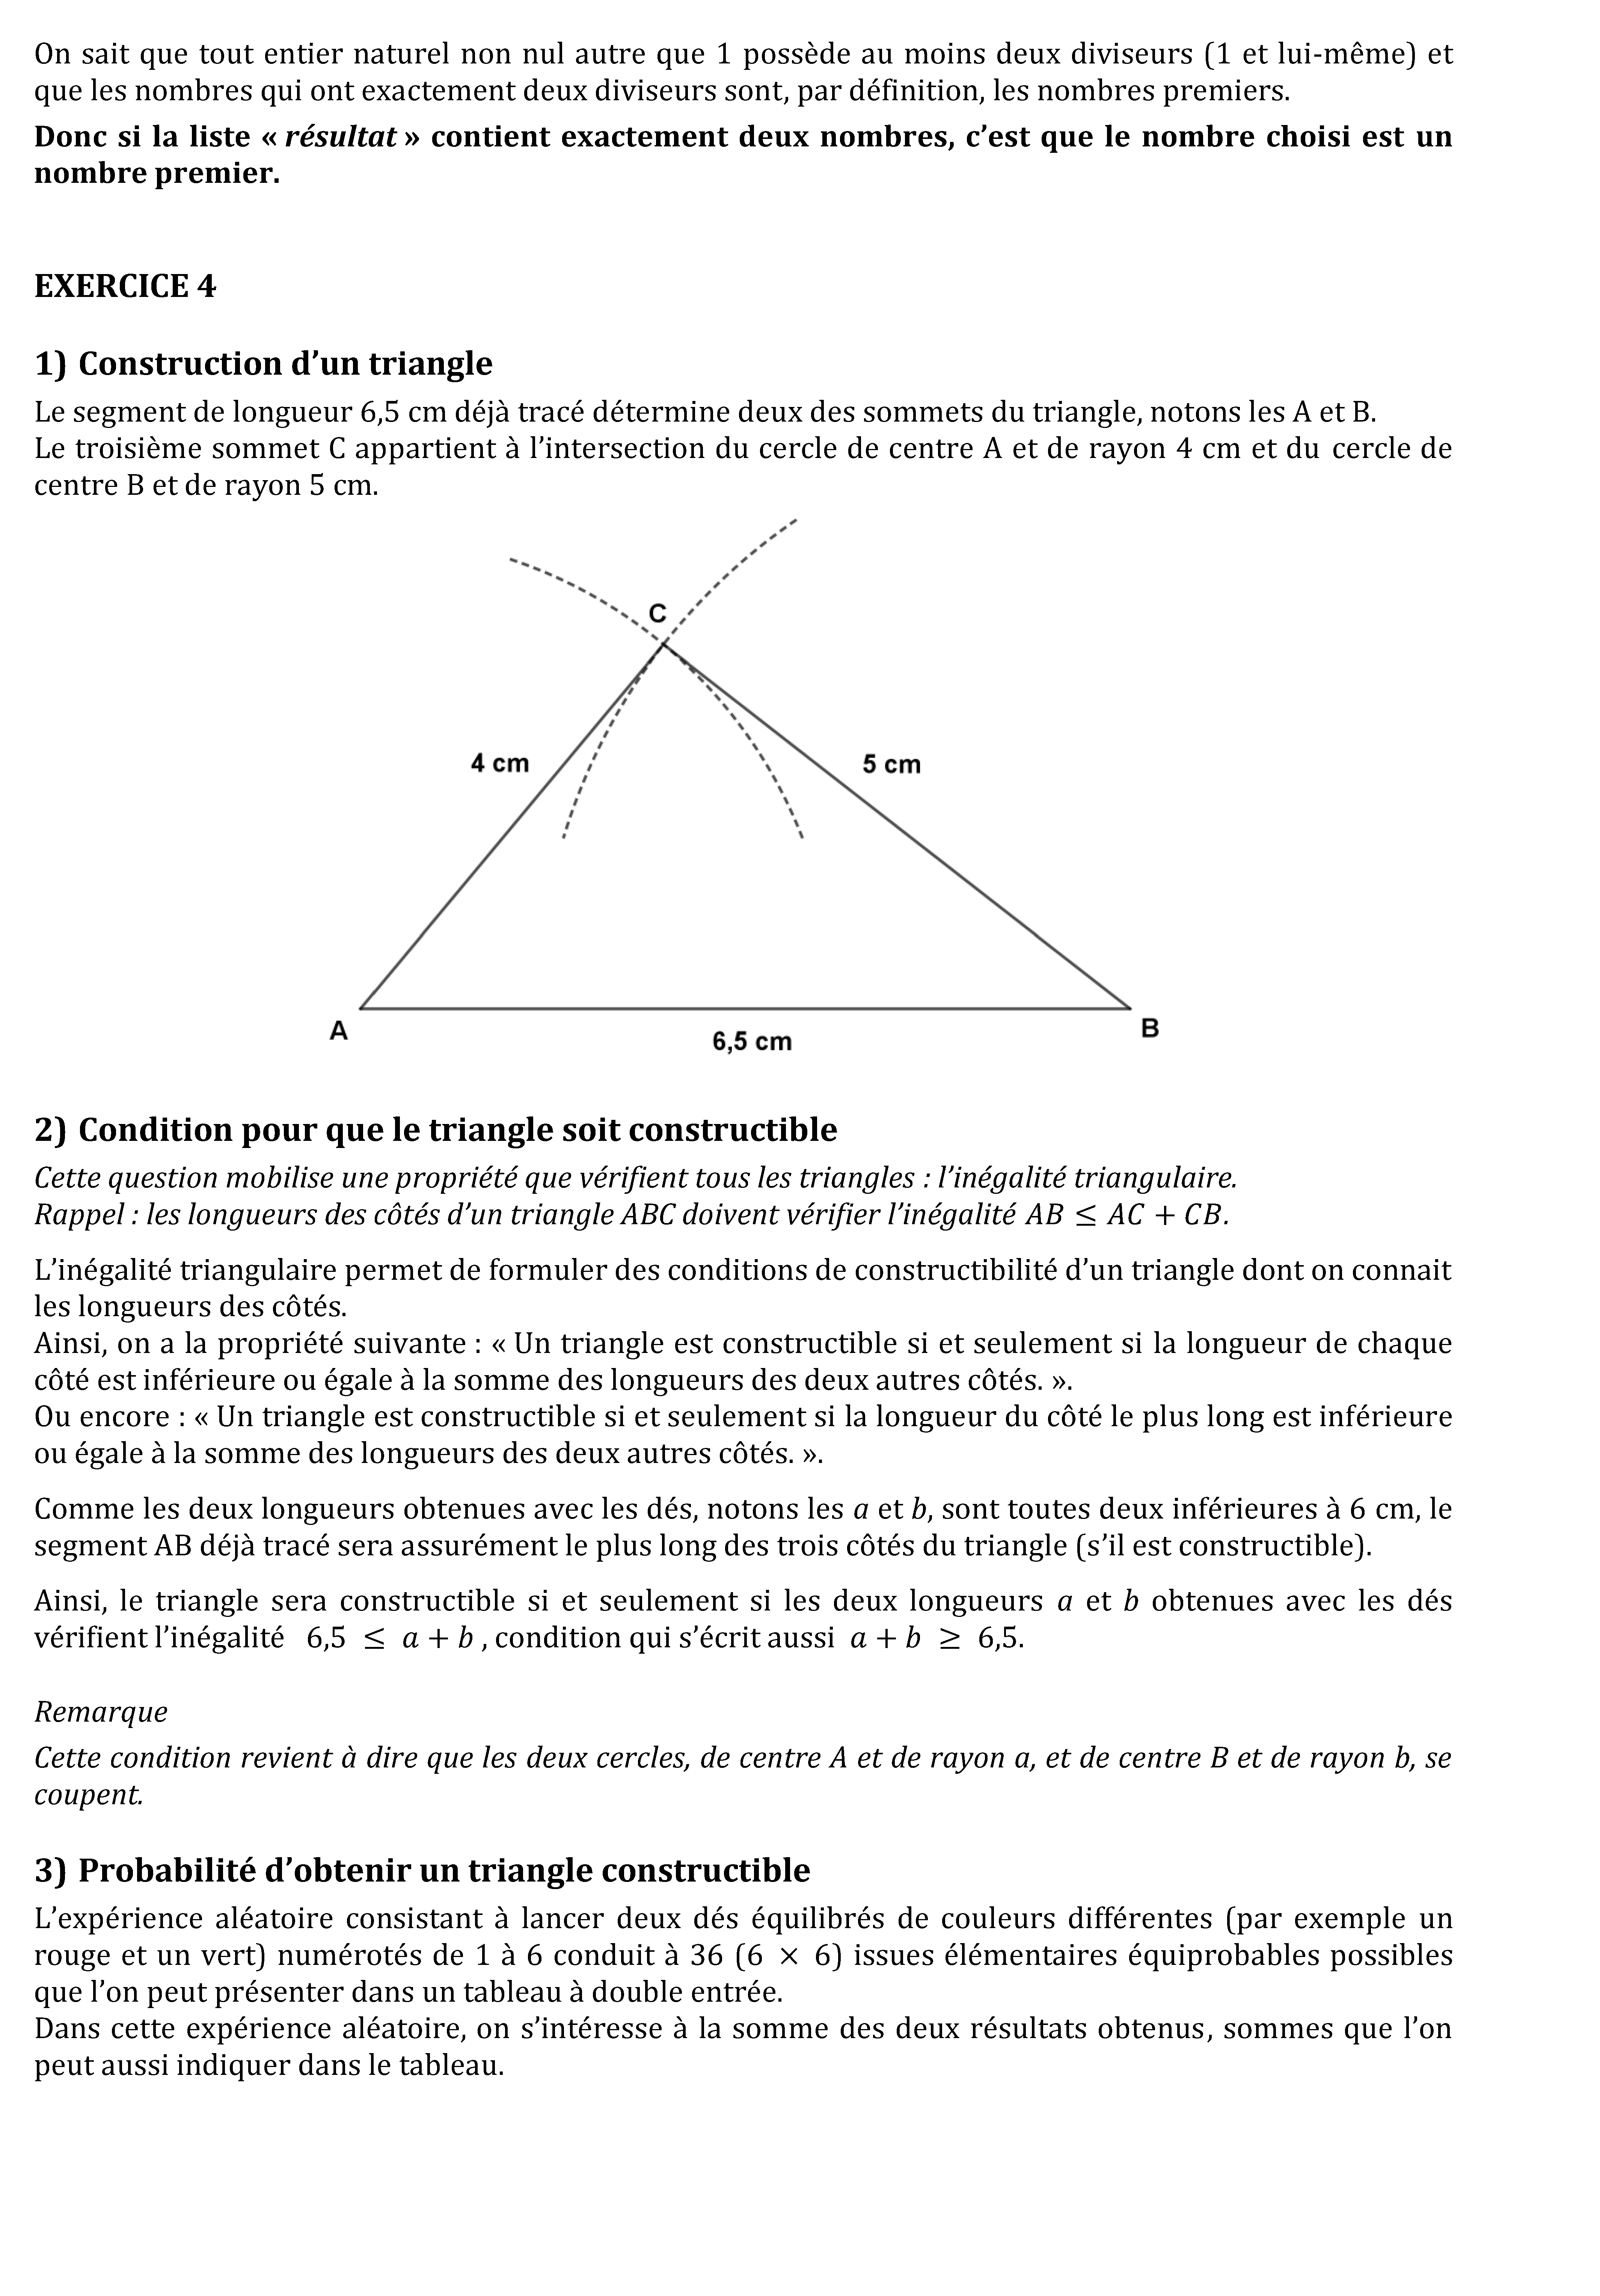 On sait que tout entier naturel non nul autre que 1 possède au moins deux diviseurs (1 et lui-même) et
que les nombres qui ont exactement deux diviseurs sont, par définition, les nombres premiers.
Donc si la liste « résultat » contient exactement deux nombres, c’est que le nombre choisi est un
nombre premier.
EXERCICE 4
1) Construction d’un triangle
Le segment de longueur 6,5 cm déjà tracé détermine deux des sommets du triangle, notons les A et B.
Le troisième sommet C appartient à l’intersection du cercle de centre A et de rayon 4 cm et du cercle de
centre B et de rayon 5 cm.
C
4 cm
5 cm
A
B
6,5 cm
2) Condition pour que le triangle soit constructible
Cette question mobilise une propriété que vérifient tous les triangles : l’inégalité triangulaire.
Rappel : les longueurs des côtés d’un triangle ABC doivent vérifier l’inégalité AB ≤ AC + CB.
L’inégalité triangulaire permet de formuler des conditions de constructibilité d’un triangle dont on connait
les longueurs des côtés.
Ainsi, on a la propriété suivante : « Un triangle est constructible si et seulement si la longueur de chaque
côté est inférieure ou égale à la somme des longueurs des deux autres côtés. ».
Ou encore : « Un triangle est constructible si et seulement si la longueur du côté le plus long est inférieure
ou égale à la somme des longueurs des deux autres côtés. ».
Comme les deux longueurs obtenues avec les dés, notons les a et b, sont toutes deux inférieures à 6 cm, le
segment AB déjà tracé sera assurément le plus long des trois côtés du triangle (s’il est constructible).
Ainsi, le triangle sera constructible si et seulement si les deux longueurs a et b obtenues avec les dés
vérifient l’inégalité 6,5 ≤ a + b , condition qui s’écrit aussi a + b ≥ 6,5.
Remarque
Cette condition revient à dire que les deux cercles, de centre A et de rayon a, et de centre B et de rayon b, se
coupent.
3) Probabilité d’obtenir un triangle constructible
L’expérience aléatoire consistant à lancer deux dés équilibrés de couleurs différentes (par exemple un
rouge et un vert) numérotés de 1 à 6 conduit à 36 (6 × 6) issues élémentaires équiprobables possibles
que l’on peut présenter dans un tableau à double entrée.
Dans cette expérience aléatoire, on s’intéresse à la somme des deux résultats obtenus, sommes que l’on
peut aussi indiquer dans le tableau.